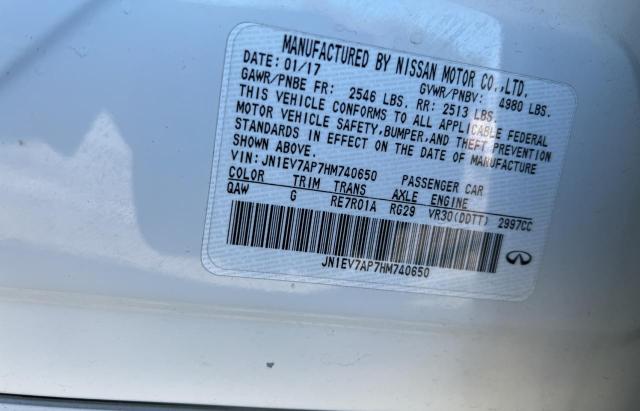 MANUFACTURED BY NISSAN MOTOR CO.,LTD.
DATE: 01/17 GVWR/PNBV: 4980 LBS.
GAWR/PNBE FR: 2546 LBS. RR: 2513 LBS.
THIS VEHICLE CONFORMS TO ALL APPLICABLE FEDERAL
MOTOR VEHICLE SAFETY,BUMPER,AND THEFT PREVENTION
STANDARDS IN EFFECT ON THE DATE OF MANUFACTURE
SHOWN ABOVE.
VIN: JN1EV7AP7HM740650 PASSENGER CAR
COLOR TRIM TRANS AXLE ENGINE
QAW G RE7R01A RG29 VR30(DDTT) 2997CC
JN1EV7AP7HM740650